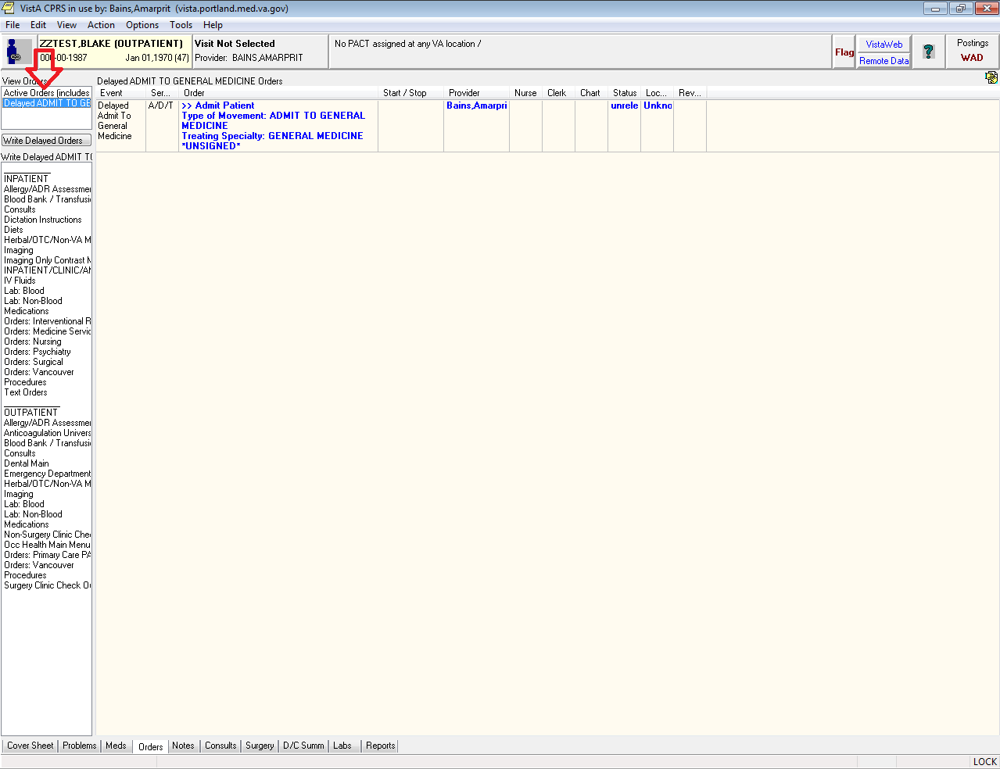 VistA CPRS in use by: Bains,Amarprit (vista.portland.med.va.gov)
File Edit View Action Options Tools Help
ZZTEST,BLAKE (OUTPATIENT)
000-00-1987 Jan 01,1970 (47)
Visit Not Selected
Provider: BAINS,AMARPRIT
No PACT assigned at any VA location /
Flag
VistaWeb
Remote Data
?
Postings
WAD
View Orders
Active Orders (includes
Delayed ADMIT TO GE
Write Delayed Orders
Write Delayed ADMIT TO
INPATIENT
Allergy/ADR Assessmen
Blood Bank / Transfusio
Consults
Dictation Instructions
Diets
Herbal/OTC/Non-VA M
Imaging
Imaging Only Contrast M
INPATIENT/CLINIC/AN
IV Fluids
Lab: Blood
Lab: Non-Blood
Medications
Orders: Interventional R
Orders: Medicine Servic
Orders: Nursing
Orders: Psychiatry
Orders: Surgical
Orders: Vancouver
Procedures
Text Orders
OUTPATIENT
Allergy/ADR Assessmen
Anticoagulation Univers
Blood Bank / Transfusio
Consults
Dental Main
Emergency Department
Herbal/OTC/Non-VA M
Imaging
Lab: Blood
Lab: Non-Blood
Medications
Non-Surgery Clinic Chec
Occ Health Main Menu
Orders: Primary Care PA
Orders: Vancouver
Procedures
Surgery Clinic Check Ou
Delayed ADMIT TO GENERAL MEDICINE Orders
Event Ser... Order Start / Stop Provider Nurse Clerk Chart Status Loc... Rev...
Delayed Admit To General Medicine
A/D/T
>> Admit Patient
Type of Movement: ADMIT TO GENERAL
MEDICINE
Treating Specialty: GENERAL MEDICINE
*UNSIGNED*
Bains,Amarpri
unrele
Unkno
Cover Sheet Problems Meds Orders Notes Consults Surgery D/C Summ Labs Reports
LOCK